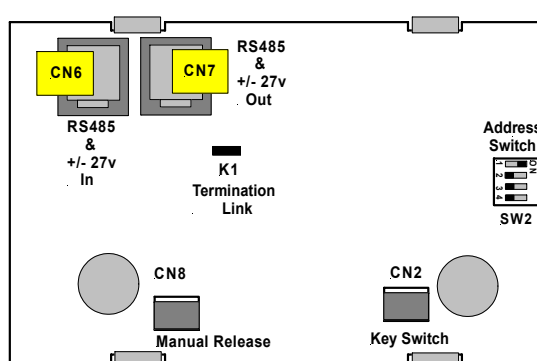 CN6
CN7
RS485
&
+/- 27v
Out
RS485
&
+/- 27v
In
K1
Termination
Link
Address
Switch
ON
1
2
3
4
SW2
CN8
Manual Release
CN2
Key Switch